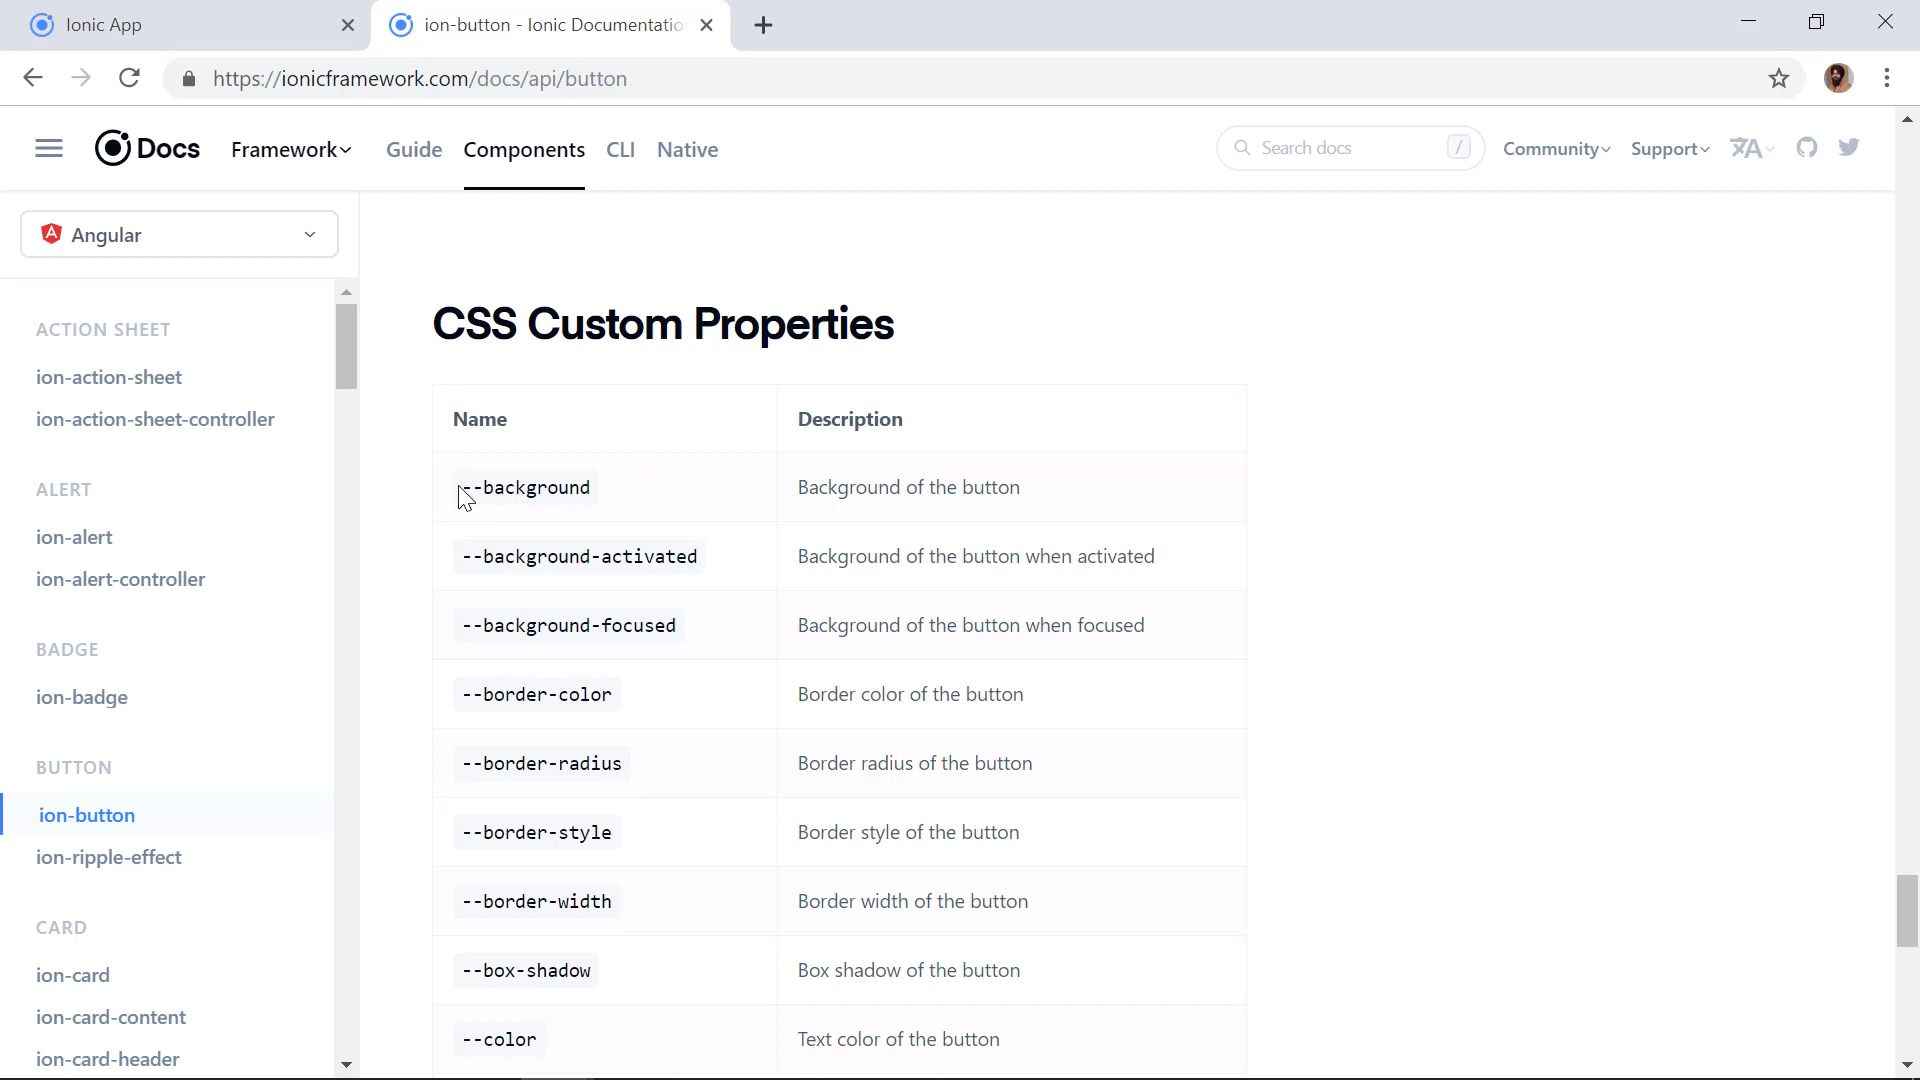 Ionic App
ion-button - Ionic Documentatio
https://ionicframework.com/docs/api/button
Docs
Framework
Guide
Components
CLI
Native
Search docs
/
Community
Support
文A
Angular
ACTION SHEET
ion-action-sheet
ion-action-sheet-controller
ALERT
ion-alert
ion-alert-controller
BADGE
ion-badge
BUTTON
ion-button
ion-ripple-effect
CARD
ion-card
ion-card-content
ion-card-header
CSS Custom Properties
Name Description
--background Background of the button
--background-activated Background of the button when activated
--background-focused Background of the button when focused
--border-color Border color of the button
--border-radius Border radius of the button
--border-style Border style of the button
--border-width Border width of the button
--box-shadow Box shadow of the button
--color Text color of the button